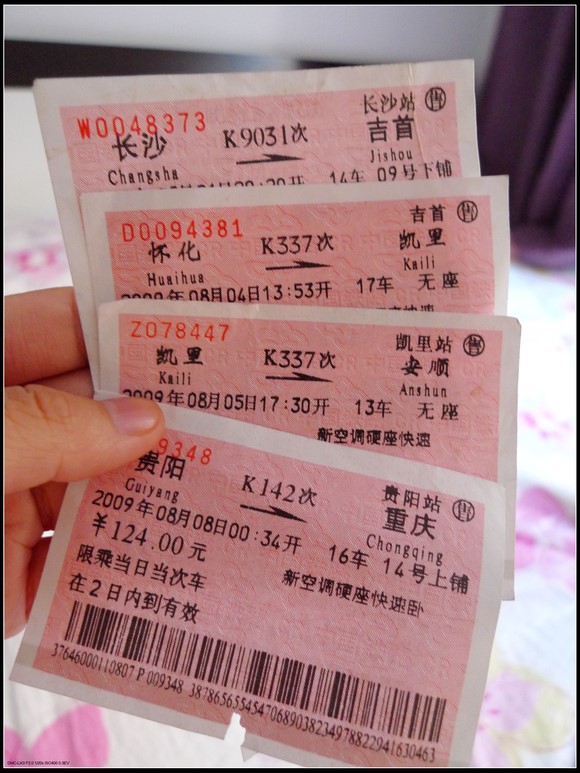 W0048373 长沙站 售
长沙 K9031次 吉首
Changsha Jishou
开 14车 09号下铺
D0094381 吉首 售
怀化 K337次 凯里
Huaihua Kaili
2009年08月04日13:53开 17车 无座
Z078447 凯里站 售
凯里 K337次 安顺
Kaili Anshun
2009年08月05日17:30开 13车 无座
新空调硬座快速
9348 贵阳站 售
贵阳 K142次 重庆
Guiyang Chongqing
2009年08月08日00:34开 16车 14号上铺
￥124.00元 新空调硬座快速卧
限乘当日当次车
在2日内到有效
37646000110807 P 009348 38786565545470689038234978822941630463